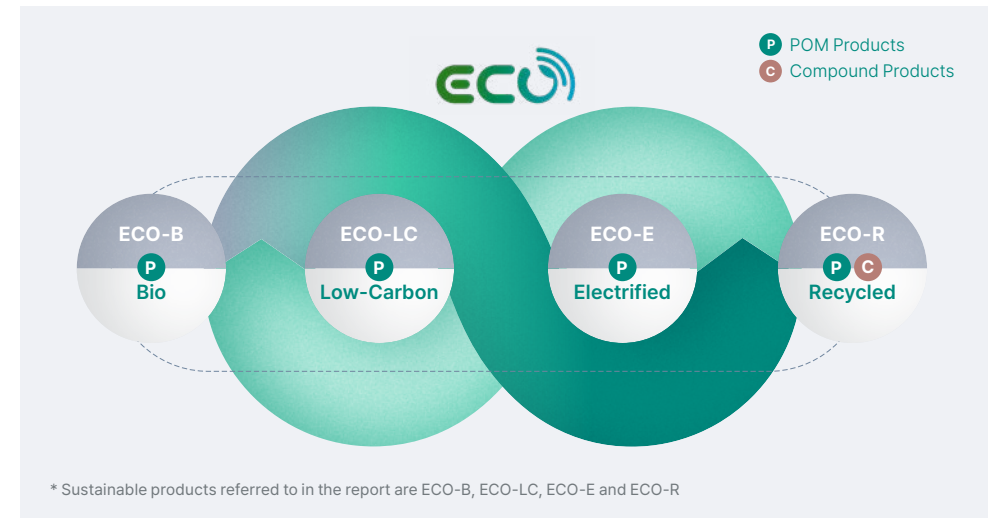 ECO
P POM Products
C Compound Products
ECO-B
P
Bio
ECO-LC
P
Low-Carbon
ECO-E
P
Electrified
ECO-R
P C
Recycled
* Sustainable products referred to in the report are ECO-B, ECO-LC, ECO-E and ECO-R